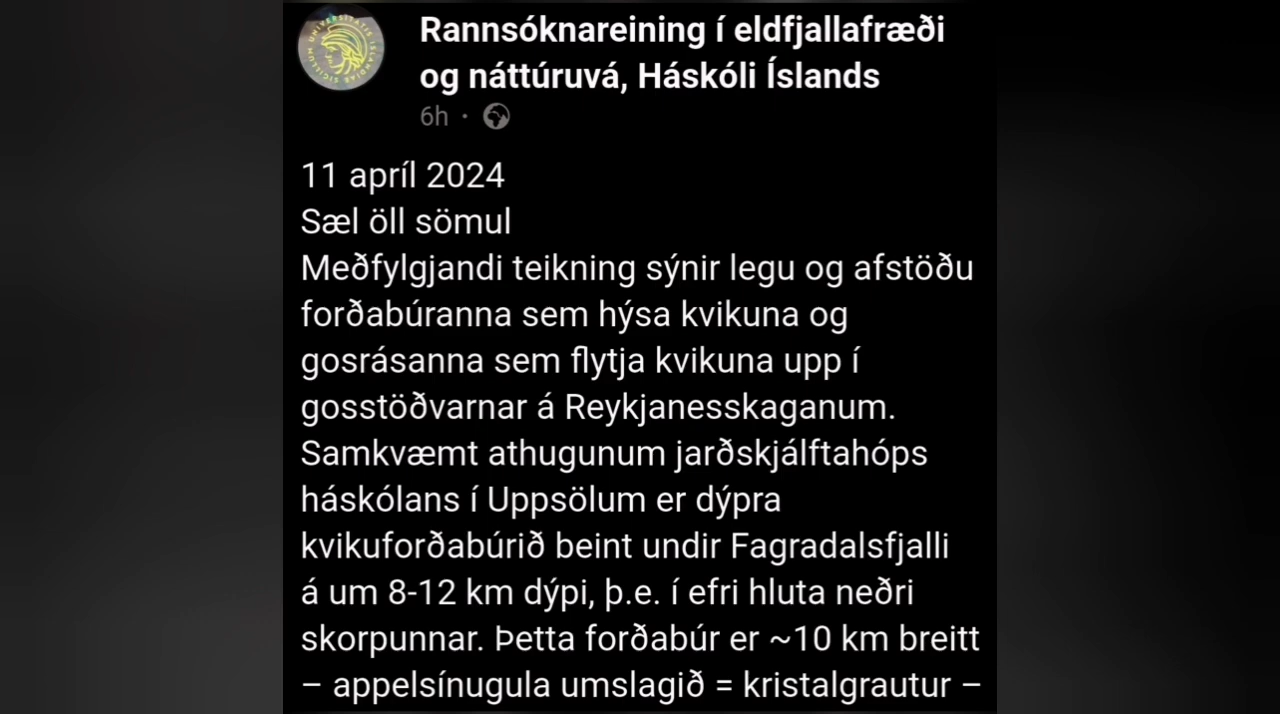 Rannsóknareining í eldfjallafræði
og náttúruvá, Háskóli Íslands
6h ·
11 apríl 2024
Sæl öll sömul
Meðfylgjandi teikning sýnir legu og afstöðu
forðabúranna sem hýsa kvikuna og
gosrásanna sem flytja kvikuna upp í
gosstöðvarnar á Reykjanesskaganum.
Samkvæmt athugunum jarðskjálftahóps
háskólans í Uppsölum er dýpra
kvikuforðabúrið beint undir Fagradalsfjalli
á um 8-12 km dýpi, þ.e. í efri hluta neðri
skorpunnar. Þetta forðabúr er ~10 km breitt
– appelsínugula umslagið = kristalgrautur –